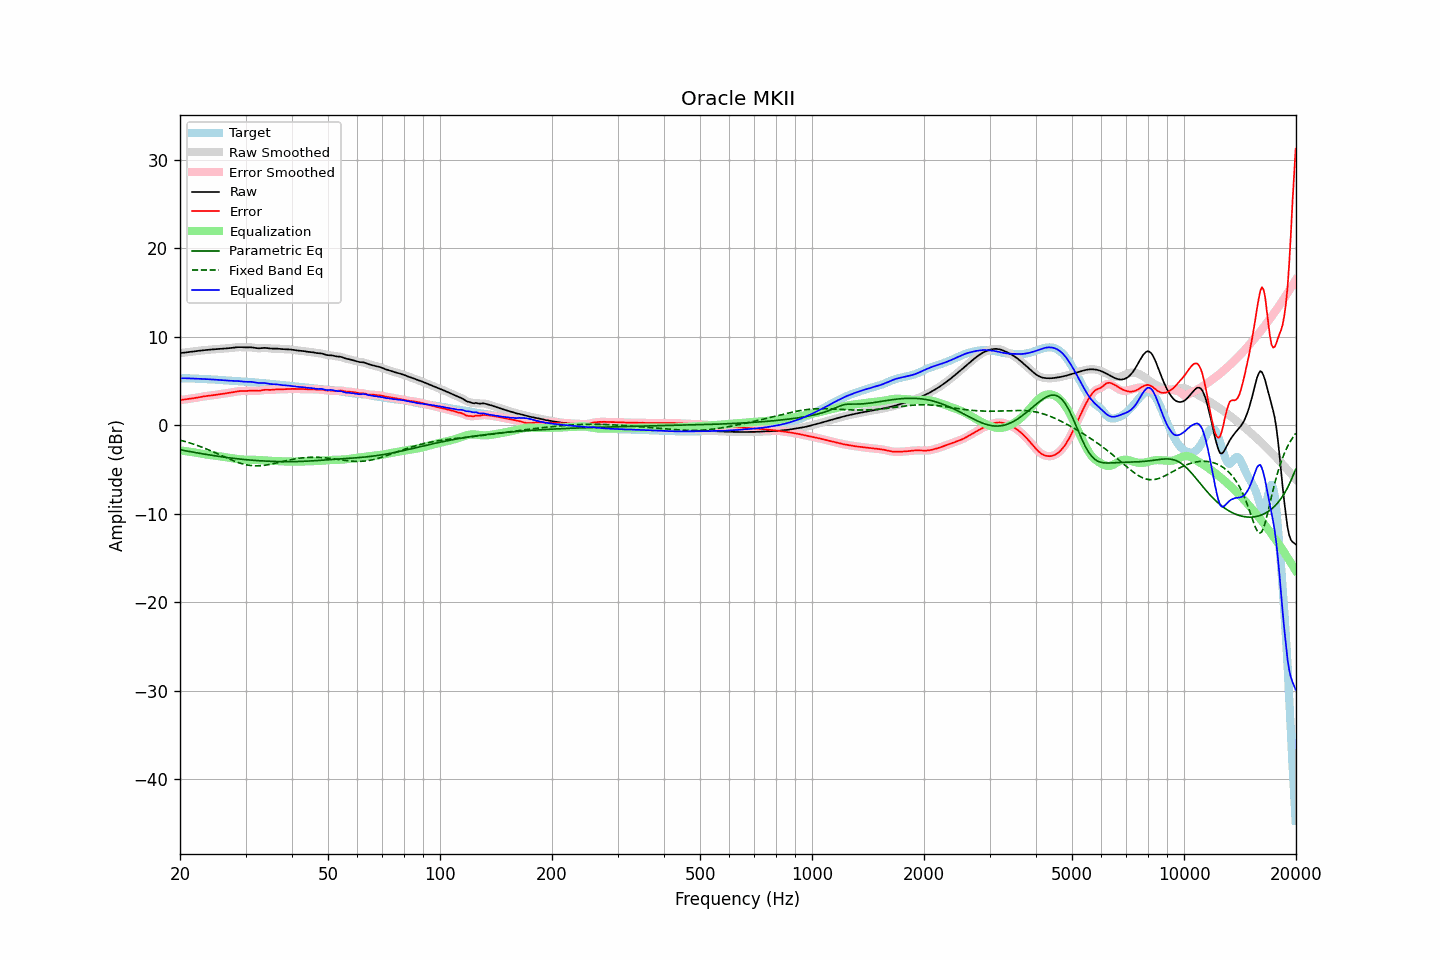 Oracle MKII
Target
Raw Smoothed
Error Smoothed
Raw
Error
Equalization
Parametric Eq
Fixed Band Eq
Equalized
30
20
10
0
−10
−20
−30
−40
Amplitude (dBr)
20
50
100
200
500
1000
2000
5000
10000
20000
Frequency (Hz)